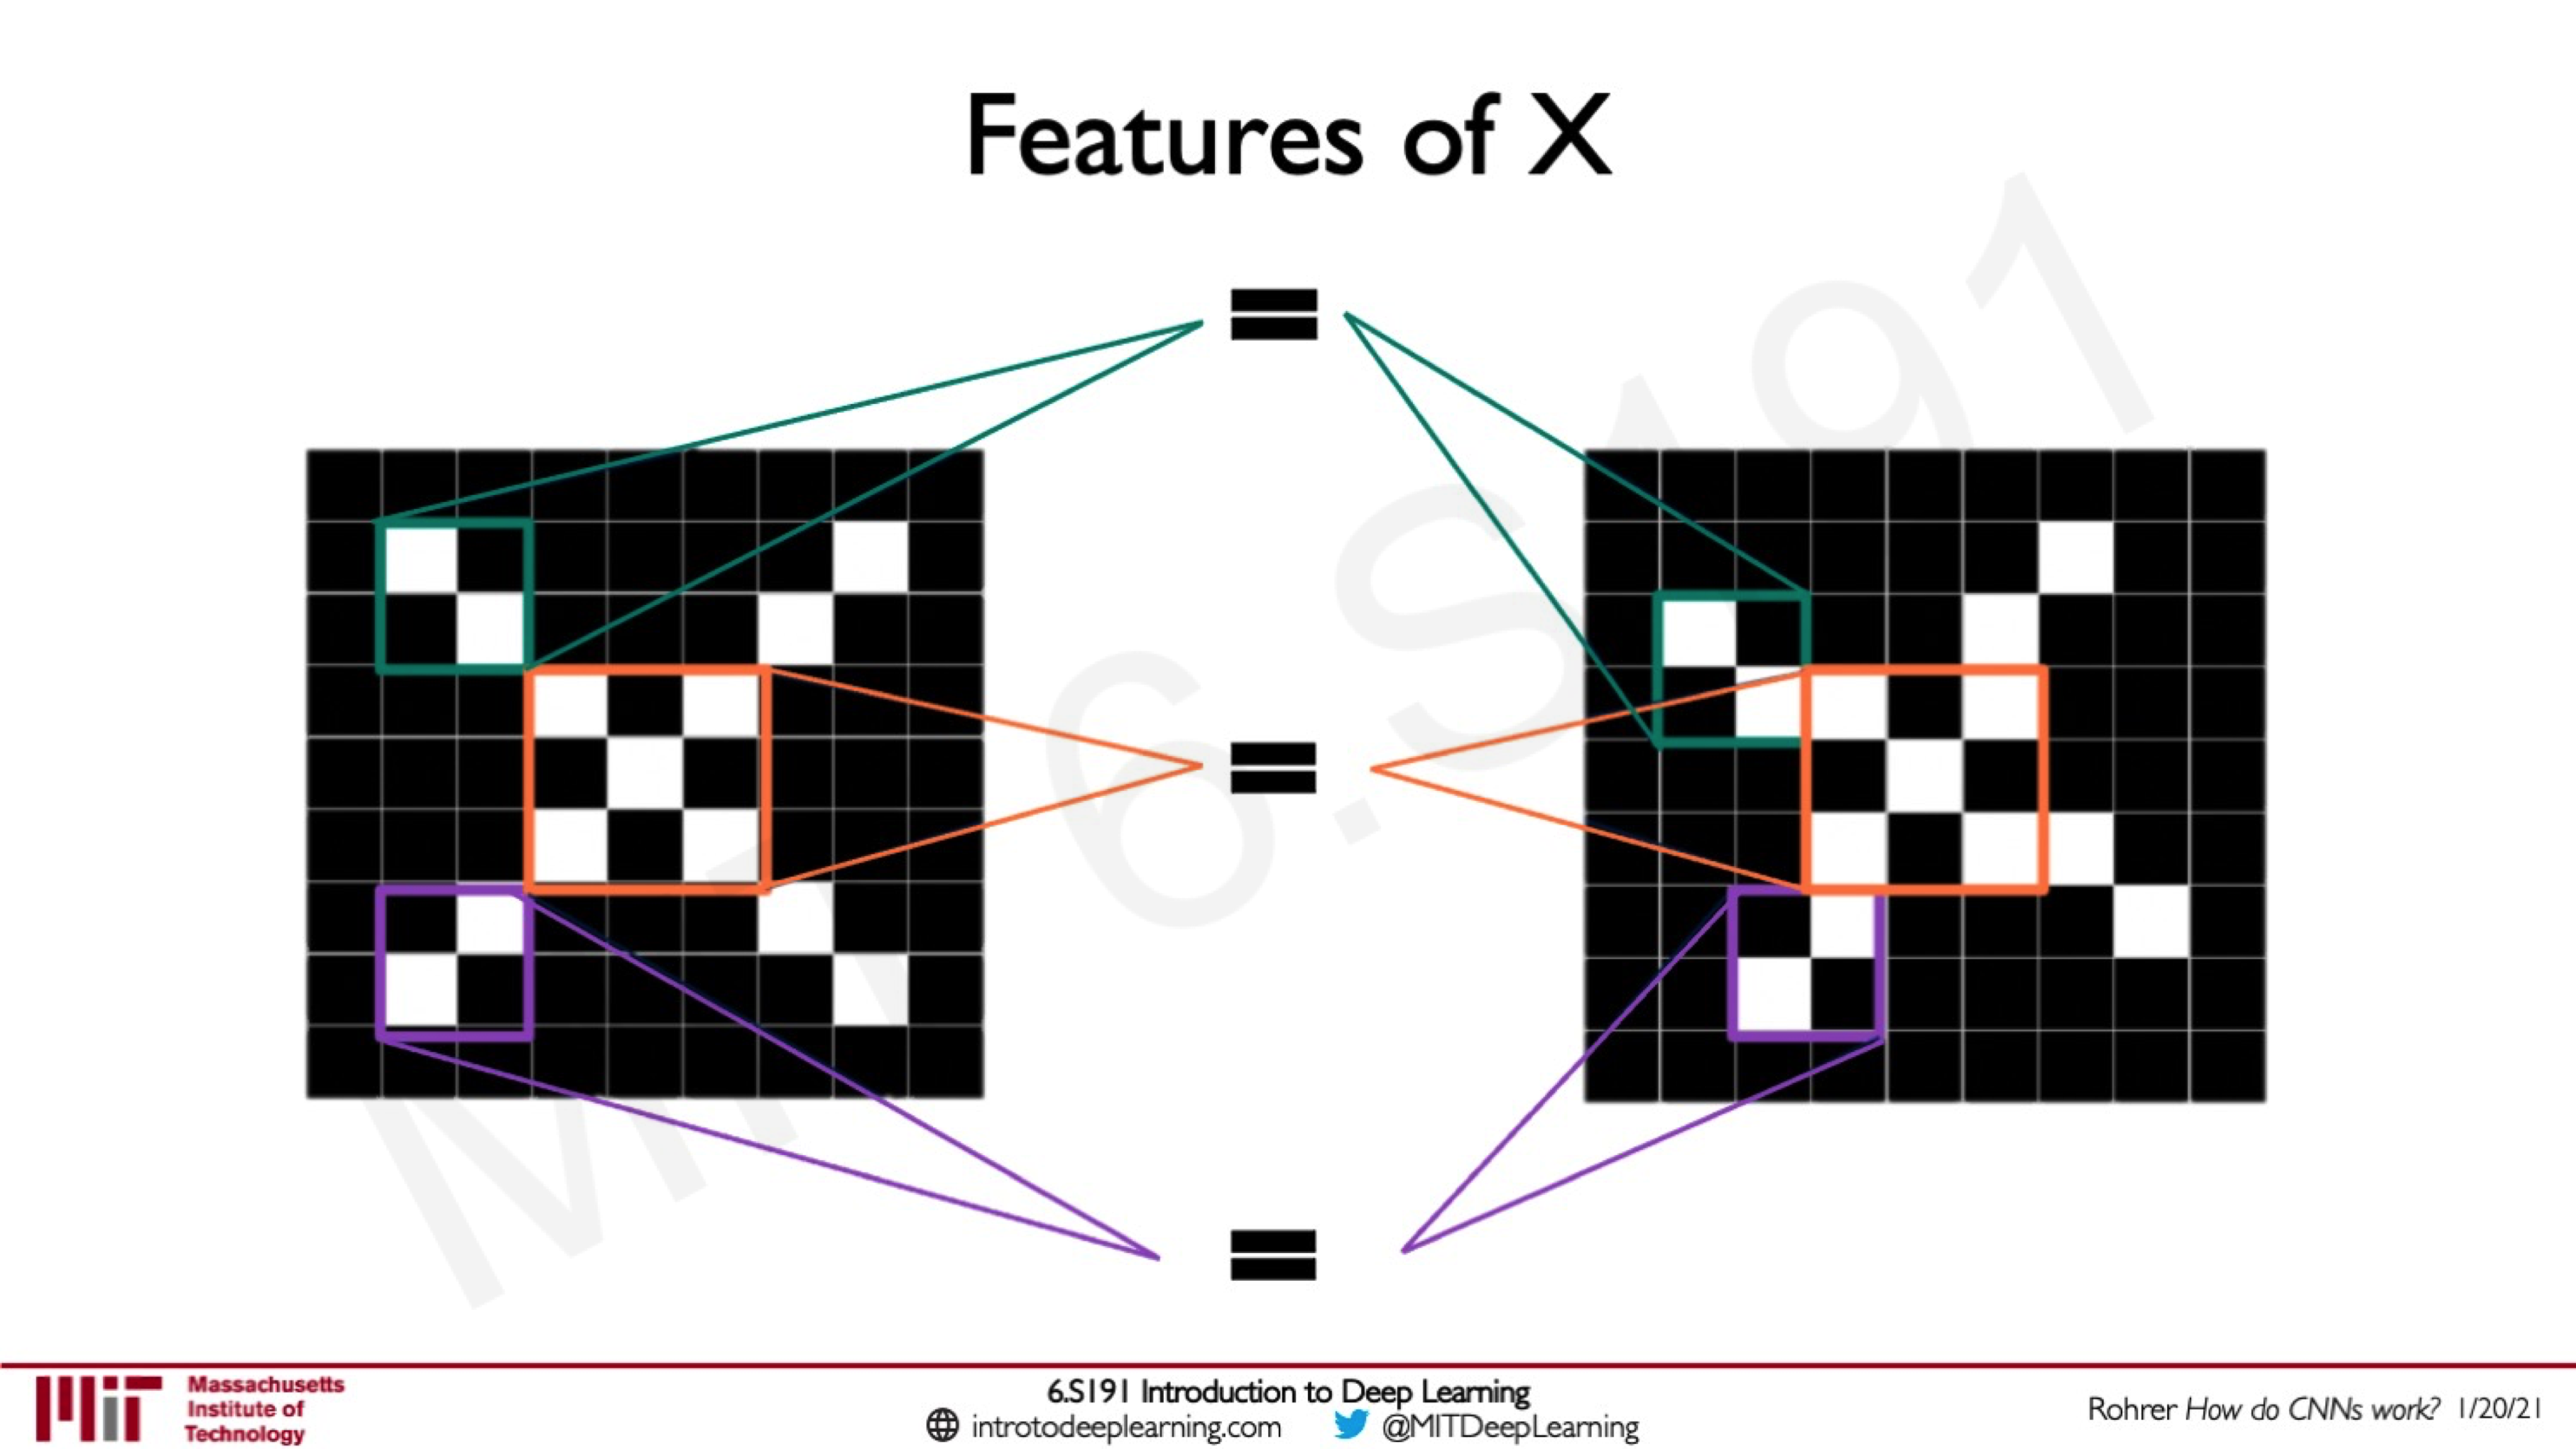 Features of X
=
=
=
MIT 6.S191
Massachusetts
Institute of
Technology
6.S191 Introduction to Deep Learning
introtodeeplearning.com @MITDeepLearning
Rohrer How do CNNs work? 1/20/21